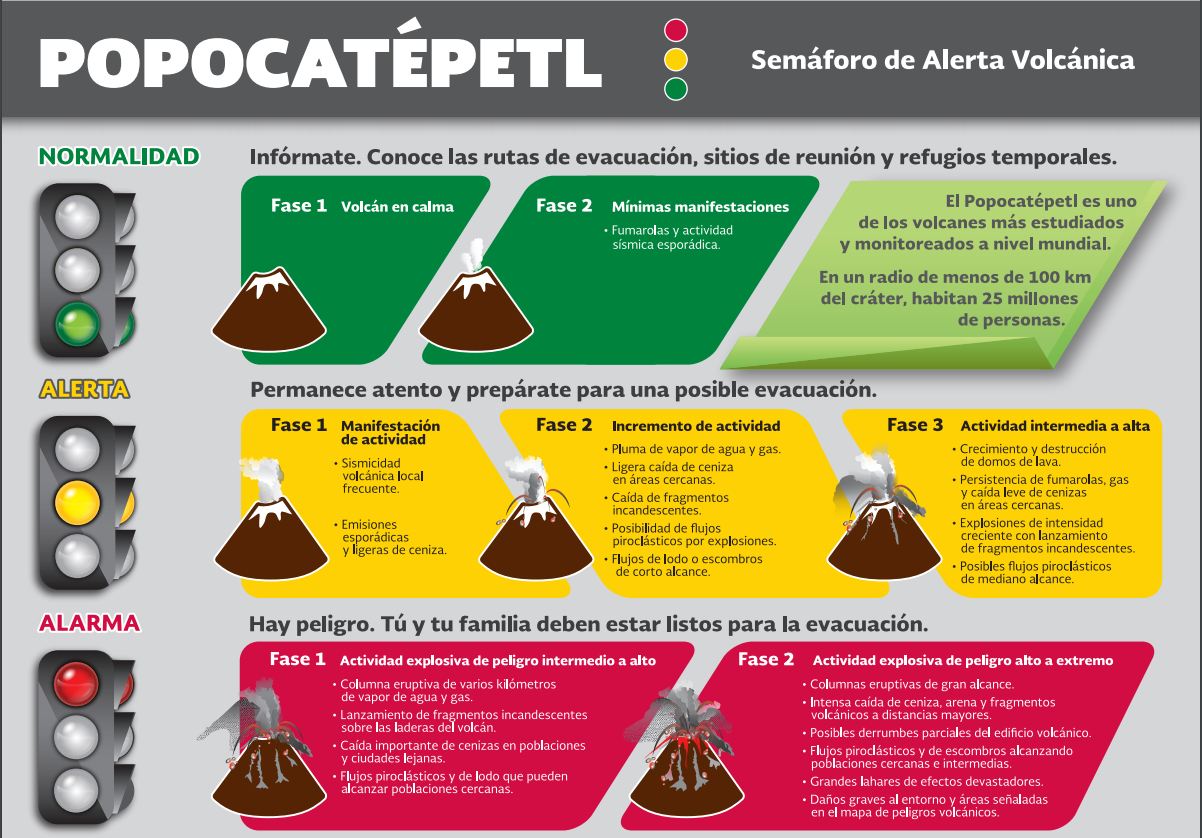 POPOCATÉPETL
Semáforo de Alerta Volcánica
NORMALIDAD
Infórmate. Conoce las rutas de evacuación, sitios de reunión y refugios temporales.
Fase 1 Volcán en calma
Fase 2 Mínimas manifestaciones
• Fumarolas y actividad
sísmica esporádica.
El Popocatépetl es uno
de los volcanes más estudiados
y monitoreados a nivel mundial.
En un radio de menos de 100 km
del cráter, habitan 25 millones
de personas.
ALERTA
Permanece atento y prepárate para una posible evacuación.
Fase 1 Manifestación
de actividad
• Sismicidad
volcánica local
frecuente.
• Emisiones
esporádicas
y ligeras de ceniza.
Fase 2 Incremento de actividad
• Pluma de vapor de agua y gas.
• Ligera caída de ceniza
en áreas cercanas.
• Caída de fragmentos
incandescentes.
• Posibilidad de flujos
piroclásticos por explosiones.
• Flujos de lodo o escombros
de corto alcance.
Fase 3 Actividad intermedia a alta
• Crecimiento y destrucción
de domos de lava.
• Persistencia de fumarolas, gas
y caída leve de cenizas
en áreas cercanas.
• Explosiones de intensidad
creciente con lanzamiento
de fragmentos incandescentes.
• Posibles flujos piroclásticos
de mediano alcance.
ALARMA
Hay peligro. Tú y tu familia deben estar listos para la evacuación.
Fase 1 Actividad explosiva de peligro intermedio a alto
• Columna eruptiva de varios kilómetros
de vapor de agua y gas.
• Lanzamiento de fragmentos incandescentes
sobre las laderas del volcán.
• Caída importante de cenizas en poblaciones
y ciudades lejanas.
• Flujos piroclásticos y de lodo que pueden
alcanzar poblaciones cercanas.
Fase 2 Actividad explosiva de peligro alto a extremo
• Columnas eruptivas de gran alcance.
• Intensa caída de ceniza, arena y fragmentos
volcánicos a distancias mayores.
• Posibles derrumbes parciales del edificio volcánico.
• Flujos piroclásticos y de escombros alcanzando
poblaciones cercanas e intermedias.
• Grandes lahares de efectos devastadores.
• Daños graves al entorno y áreas señaladas
en el mapa de peligros volcánicos.